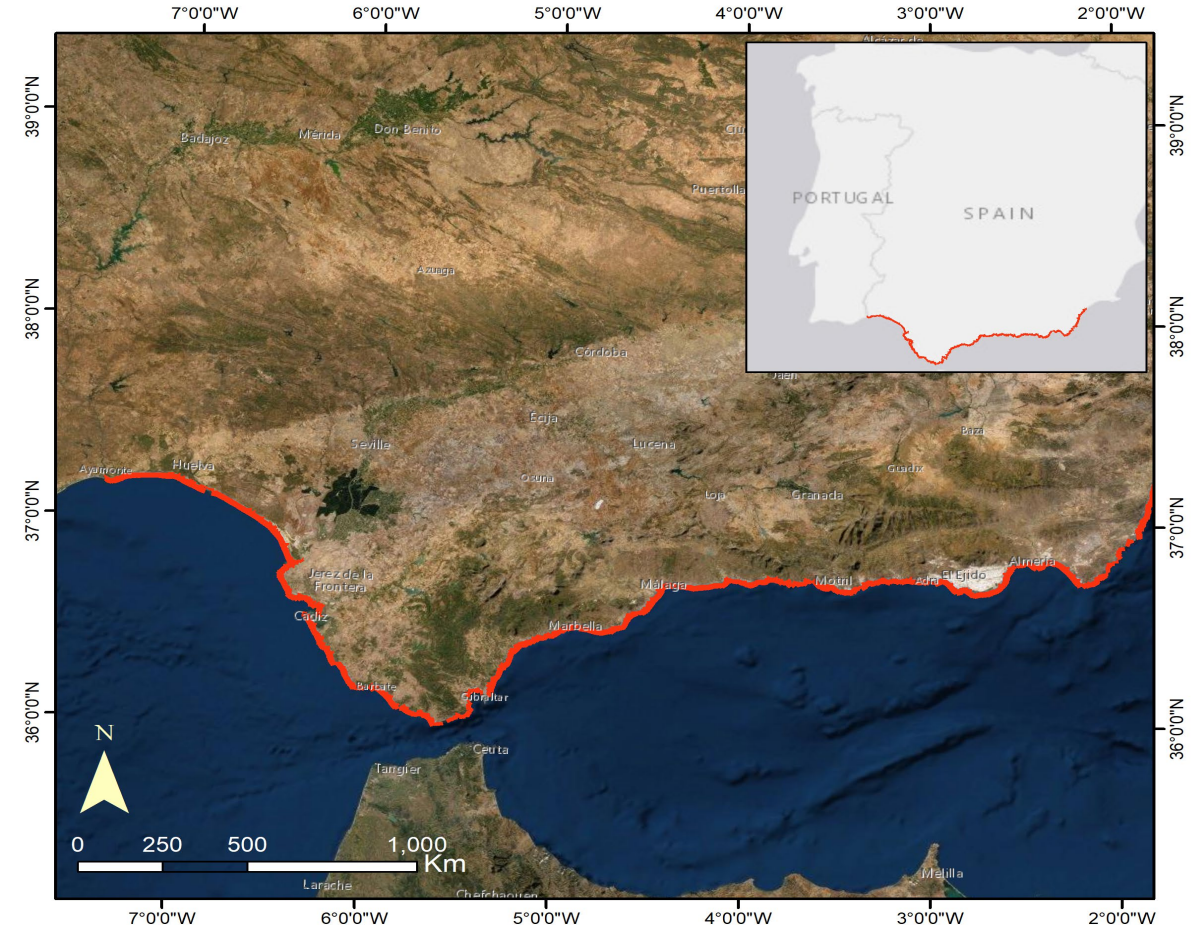 7°0'0"W 6°0'0"W 5°0'0"W 4°0'0"W 3°0'0"W 2°0'0"W
39°0'0"N
38°0'0"N
37°0'0"N
36°0'0"N
39°0'0"N
38°0'0"N
37°0'0"N
36°0'0"N
Badajoz
Mérida
Don Benito
Puertolla
PORTUGAL
SPAIN
Azuaga
Cordoba
Jaén
Ecija
Baza
Seville
Lucena
Ayamonte
Huelva
Guadix
Osuna
Loja
Granada
Jerez de la
Frontera
Málaga
Motril
Adra
El Ejido
Almeria
Cadiz
Marbella
Barbate
Gibraltar
N
Ceuta
Tangier
0 250 500 1,000
Km
Larache
Chefchaouen
Melilla
7°0'0"W 6°0'0"W 5°0'0"W 4°0'0"W 3°0'0"W 2°0'0"W